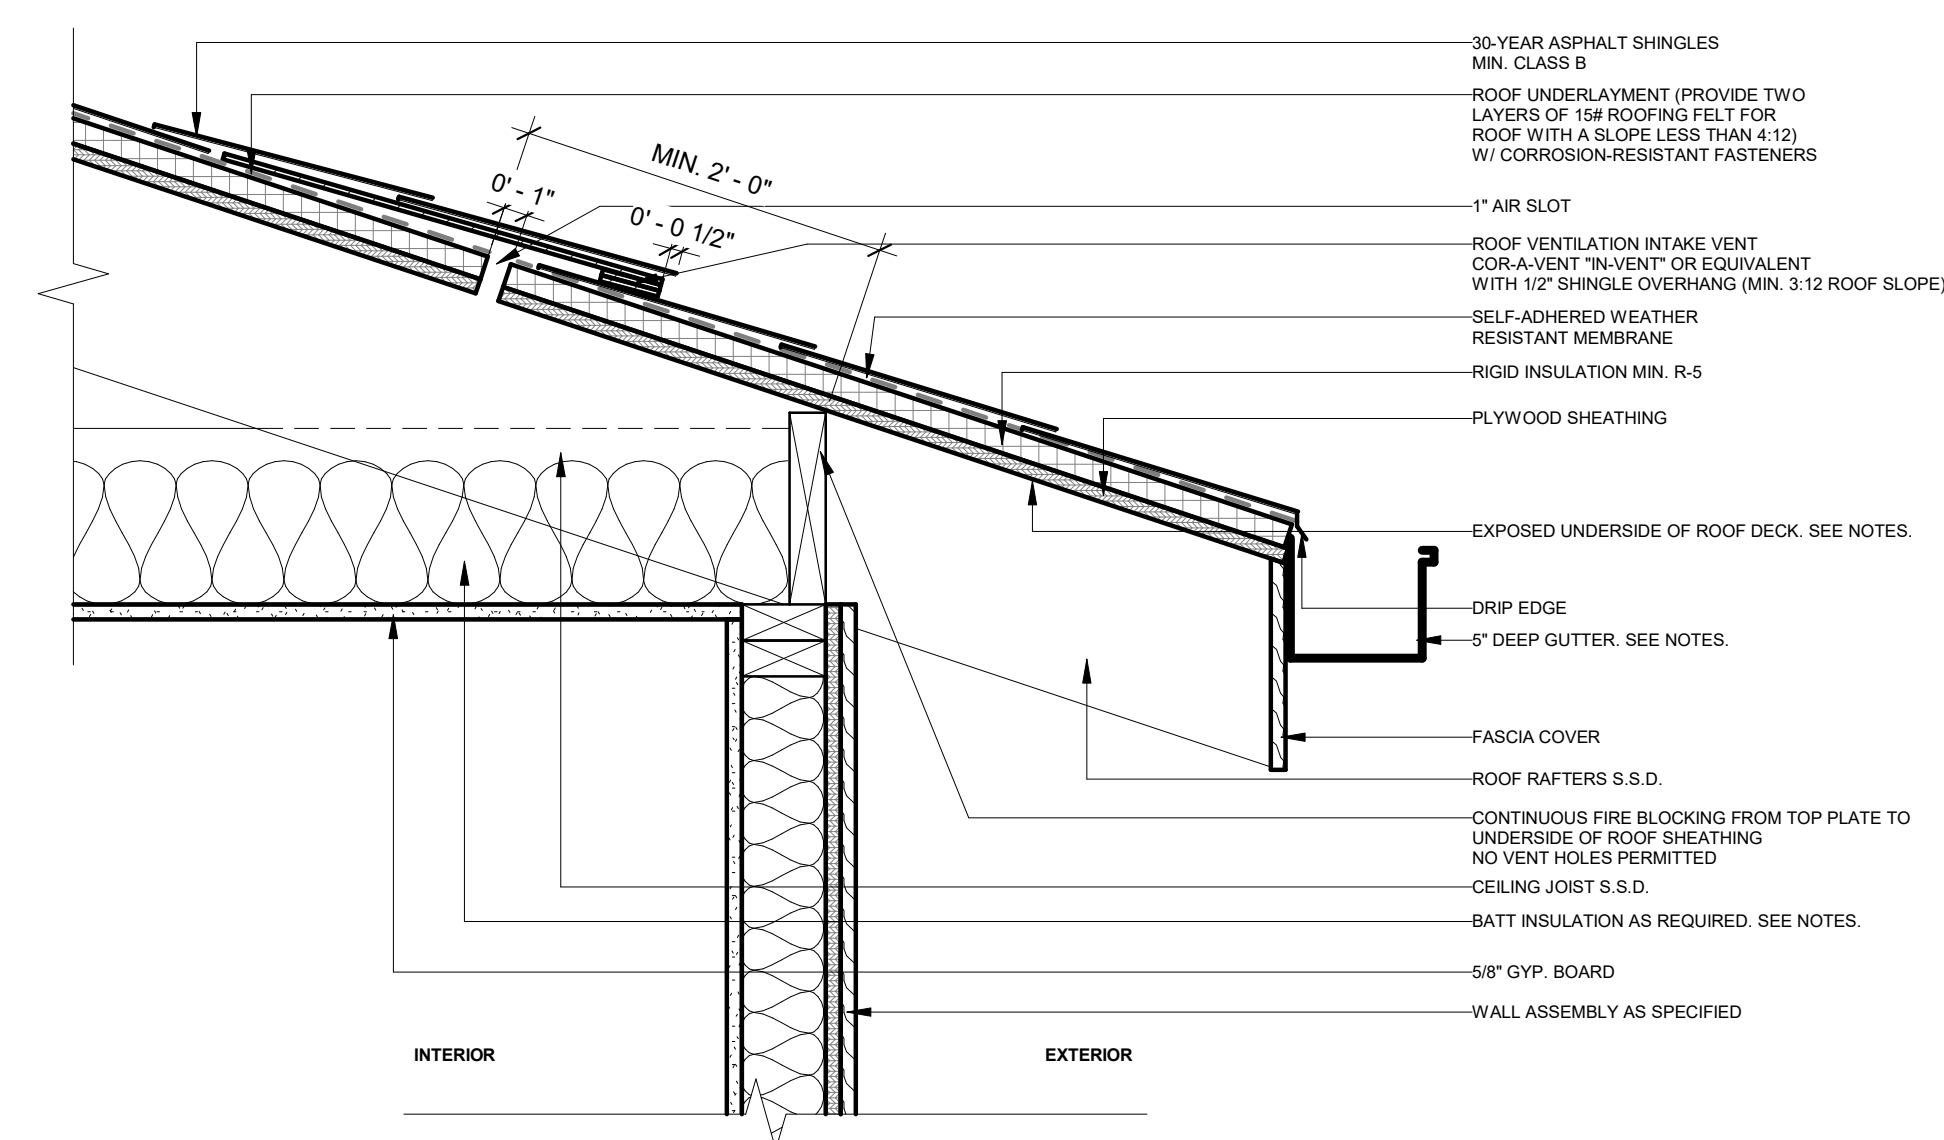 30-YEAR ASPHALT SHINGLES
MIN. CLASS B
ROOF UNDERLAYMENT (PROVIDE TWO
LAYERS OF 15# ROOFING FELT FOR
ROOF WITH A SLOPE LESS THAN 4:12)
W/ CORROSION-RESISTANT FASTENERS
MIN. 2' - 0"
0' - 1"
0' - 0 1/2"
1" AIR SLOT
ROOF VENTILATION INTAKE VENT
COR-A-VENT "IN-VENT" OR EQUIVALENT
WITH 1/2" SHINGLE OVERHANG (MIN. 3:12 ROOF SLOPE)
SELF-ADHERED WEATHER
RESISTANT MEMBRANE
RIGID INSULATION MIN. R-5
PLYWOOD SHEATHING
EXPOSED UNDERSIDE OF ROOF DECK. SEE NOTES.
DRIP EDGE
5" DEEP GUTTER. SEE NOTES.
FASCIA COVER
ROOF RAFTERS S.S.D.
CONTINUOUS FIRE BLOCKING FROM TOP PLATE TO
UNDERSIDE OF ROOF SHEATHING
NO VENT HOLES PERMITTED
CEILING JOIST S.S.D.
BATT INSULATION AS REQUIRED. SEE NOTES.
5/8" GYP. BOARD
WALL ASSEMBLY AS SPECIFIED
INTERIOR
EXTERIOR